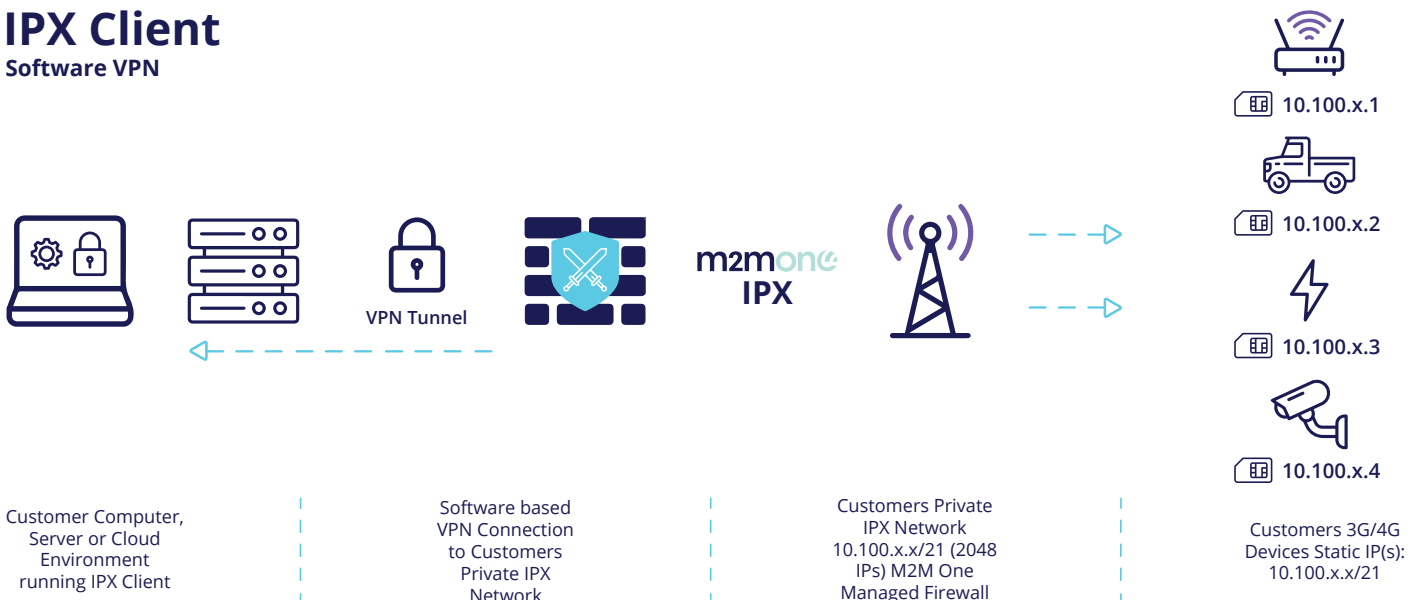 IPX Client
Software VPN
10.100.x.1
10.100.x.2
VPN Tunnel
m2mone
IPX
10.100.x.3
10.100.x.4
Customer Computer,
Server or Cloud
Environment
running IPX Client
Software based
VPN Connection
to Customers
Private IPX
Network
Customers Private
IPX Network
10.100.x.x/21 (2048
IPs) M2M One
Managed Firewall
Customers 3G/4G
Devices Static IP(s):
10.100.x.x/21